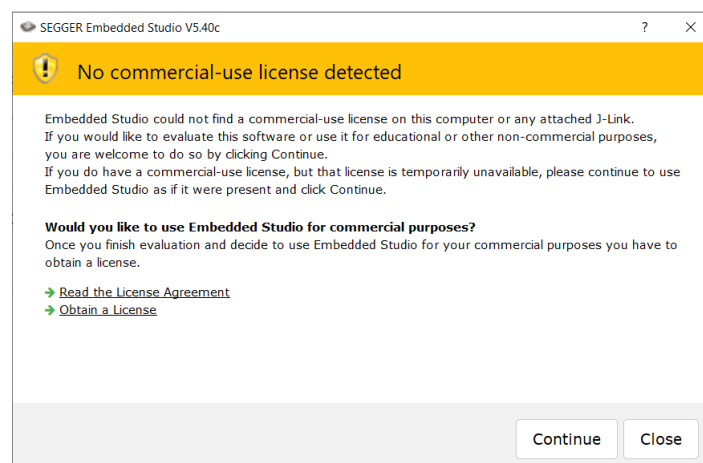 SEGGER Embedded Studio V5.40c
No commercial-use license detected
Embedded Studio could not find a commercial-use license on this computer or any attached J-Link.
If you would like to evaluate this software or use it for educational or other non-commercial purposes,
you are welcome to do so by clicking Continue.
If you do have a commercial-use license, but that license is temporarily unavailable, please continue to use
Embedded Studio as if it were present and click Continue.
Would you like to use Embedded Studio for commercial purposes?
Once you finish evaluation and decide to use Embedded Studio for your commercial purposes you have to
obtain a license.
Read the License Agreement
Obtain a License
Continue Close